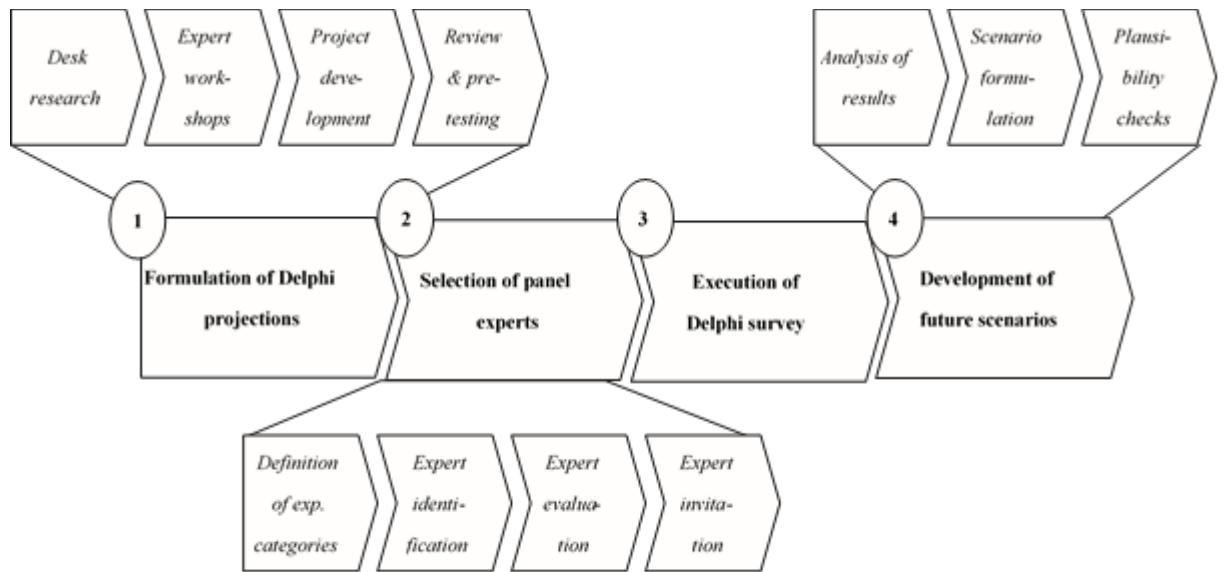 Desk
research
Expert
work-
shops
Project
deve-
lopment
Review
& pre-
testing
Analysis of
results
Scenario
formu-
lation
Plausi-
bility
checks
1
2
3
4
Formulation of Delphi
projections
Selection of panel
experts
Execution of
Delphi survey
Development of
future scenarios
Definition
of exp.
categories
Expert
identi-
fication
Expert
evalua-
tion
Expert
invita-
tion